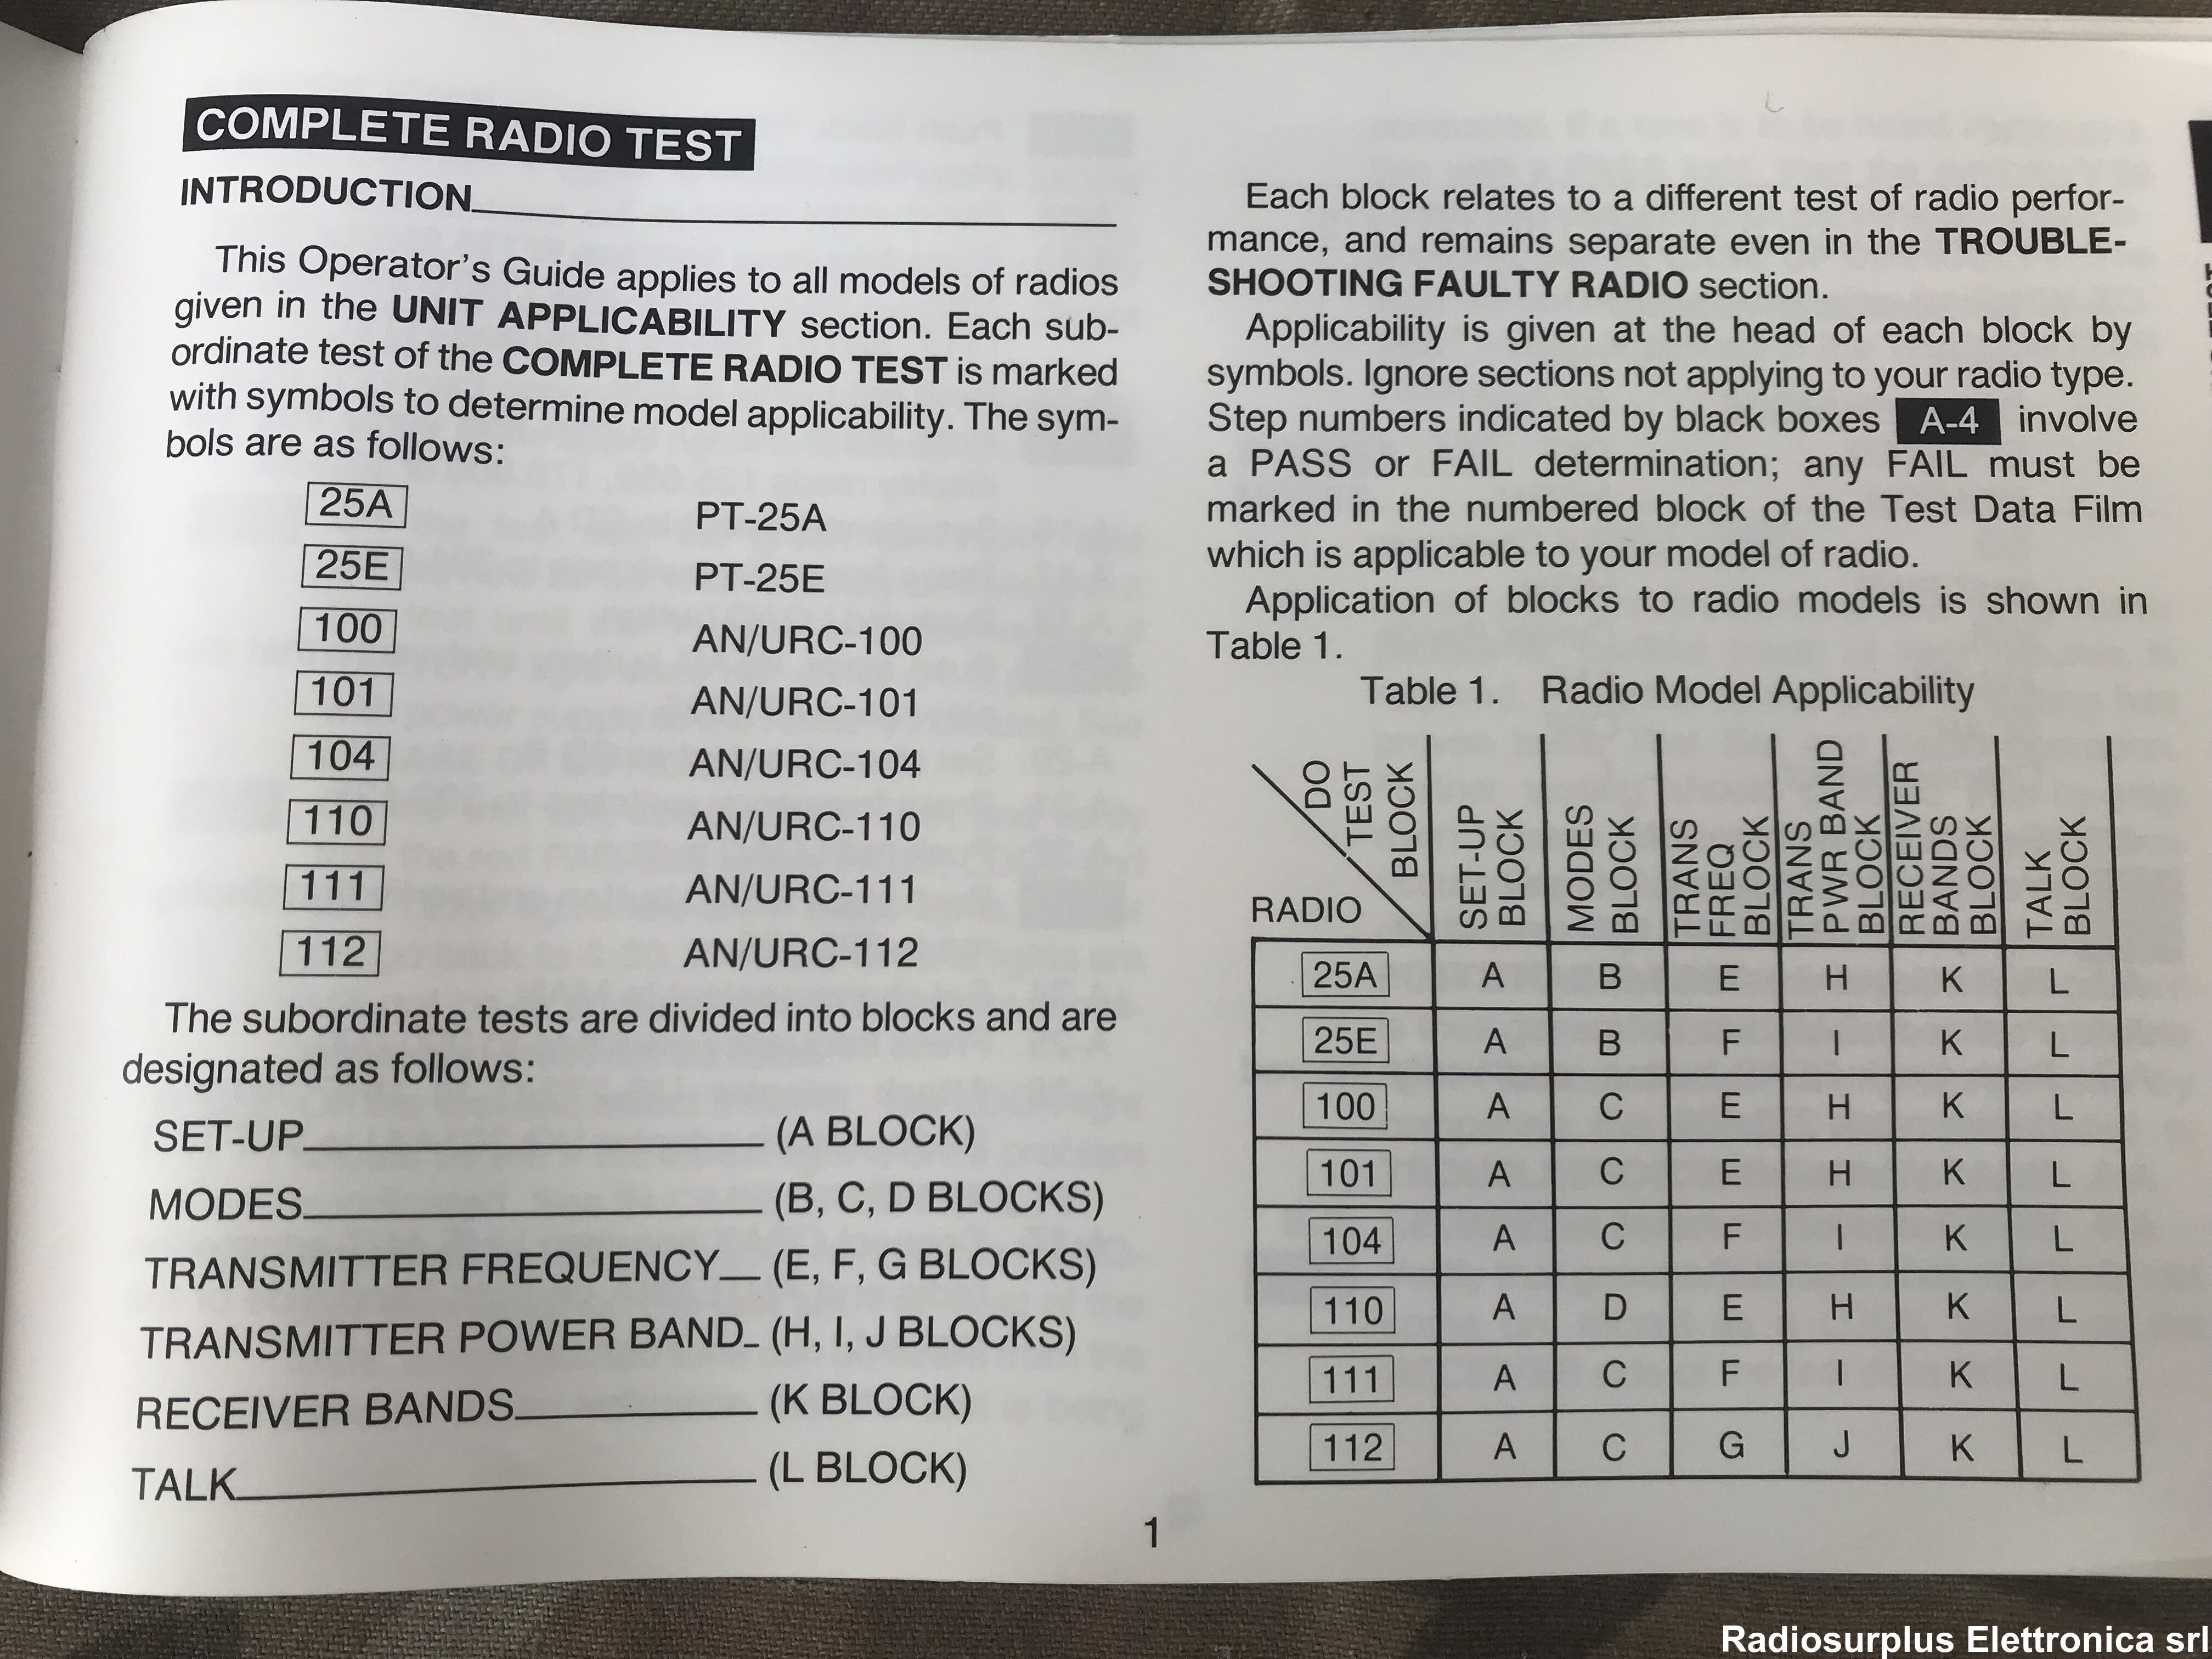 COMPLETE RADIO TEST
INTRODUCTION
This Operator's Guide applies to all models of radios
given in the UNIT APPLICABILITY section. Each sub-
ordinate test of the COMPLETE RADIO TEST is marked
with symbols to determine model applicability. The sym-
bols are as follows:
25A PT-25A
25E PT-25E
100 AN/URC-100
101 AN/URC-101
104 AN/URC-104
110 AN/URC-110
111 AN/URC-111
112 AN/URC-112
The subordinate tests are divided into blocks and are
designated as follows:
SET-UP (A BLOCK)
MODES (B, C, D BLOCKS)
TRANSMITTER FREQUENCY (E, F, G BLOCKS)
TRANSMITTER POWER BAND (H, I, J BLOCKS)
RECEIVER BANDS (K BLOCK)
TALK (L BLOCK)
Each block relates to a different test of radio perfor-
mance, and remains separate even in the TROUBLE-
SHOOTING FAULTY RADIO section.
Applicability is given at the head of each block by
symbols. Ignore sections not applying to your radio type.
Step numbers indicated by black boxes A-4 involve
a PASS or FAIL determination; any FAIL must be
marked in the numbered block of the Test Data Film
which is applicable to your model of radio.
Application of blocks to radio models is shown in
Table 1.
Table 1. Radio Model Applicability
DO
TEST
BLOCK
RADIO
SET-UP
BLOCK
MODES
BLOCK
TRANS
FREQ
BLOCK
TRANS
PWR BAND
BLOCK
RECEIVER
BANDS
BLOCK
TALK
BLOCK
25A A B E H K L
25E A B F I K L
100 A C E H K L
101 A C E H K L
104 A C F I K L
110 A D E H K L
111 A C F I K L
112 A C G J K L
1
Radiosurplus Elettronica srl